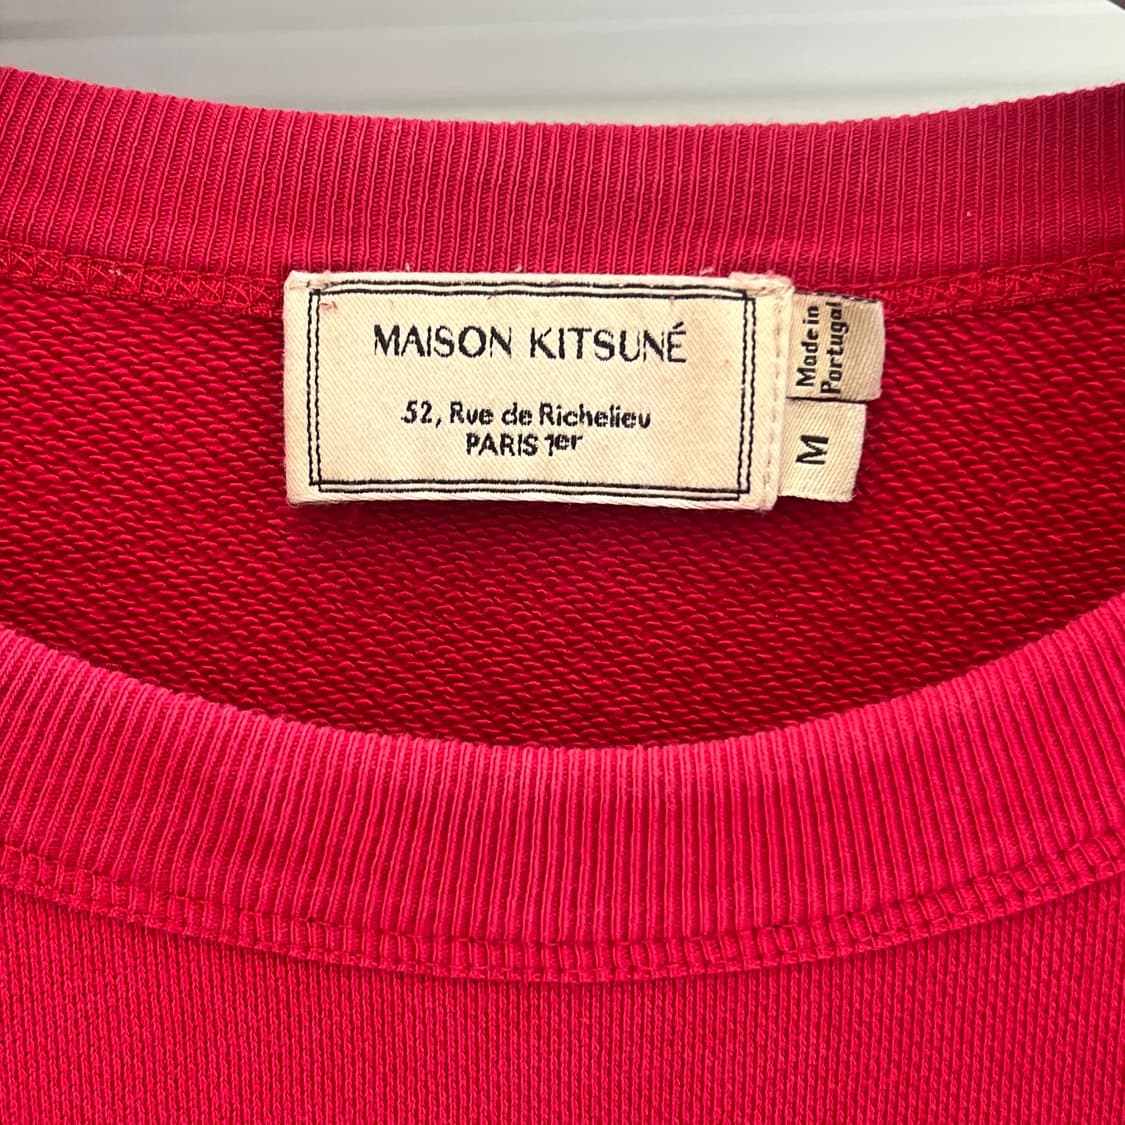 MAISON KITSUNÉ
52, Rue de Richelieu
PARIS 1er
Made in
Portugal
M